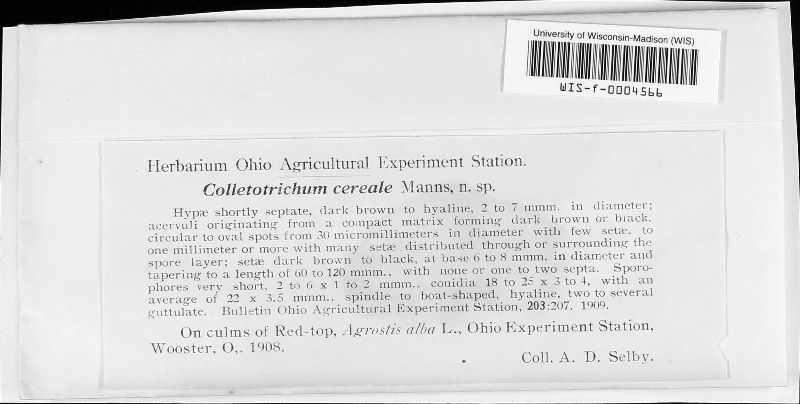 University of Wisconsin-Madison (WIS)
WIS-f-0004566
Herbarium Ohio Agricultural Experiment Station.
Colletotrichum cereale Manns, n. sp.
Hypæ shortly septate, dark brown to hyaline, 2 to 7 mmm. in diameter;
acervuli originating from a compact matrix forming dark brown or black,
circular to oval spots from 30 micromillimeters in diameter with few setæ, to
one millimeter or more with many setæ distributed through or surrounding the
spore layer; setæ dark brown to black, at base 6 to 8 mmm. in diameter and
tapering to a length of 60 to 120 mmm., with none or one to two septa. Sporo-
phores very short, 2 to 6 x 1 to 2 mmm., conidia 18 to 25 x 3 to 4, with an
average of 22 x 3.5 mmm., spindle to boat-shaped, hyaline, two to several
guttulate. Bulletin Ohio Agricultural Experiment Station, 203:207. 1909.
On culms of Red-top, Agrostis alba L., Ohio Experiment Station,
Wooster, O,. 1908.
Coll. A. D. Selby.